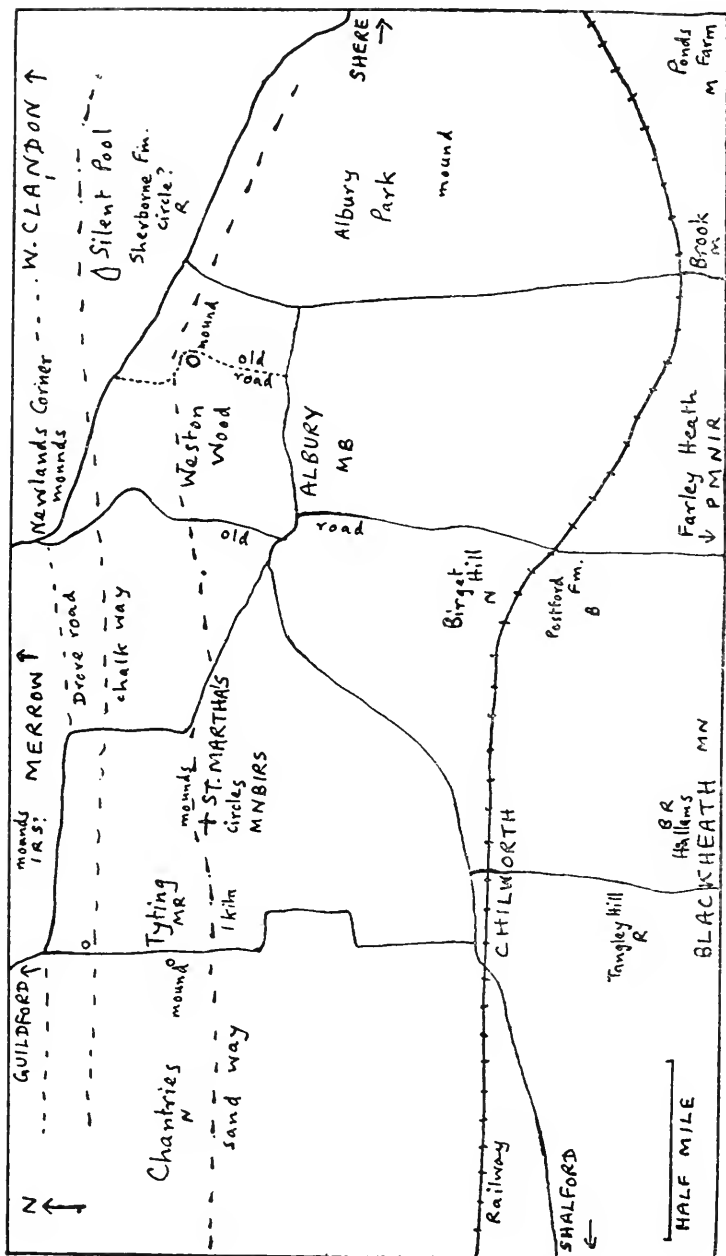 N
GUILDFORD
mounds
IRS?
MERROW
Newlands Corner
mounds
W. CLANDON
Drove road
chalk way
Silent Pool
Sherborne Fm.
circle?
R
Chantries
N
mound
Tyting
MR
1 kiln
sand way
mounds
ST. MARTHA'S
circles
MNBIRS
Weston
Wood
mound
old
road
old
road
SHERE
Albury
Park
mound
ALBURY
MB
Birget
Hill
N
Postford
Fm.
B
Railway
SHALFORD
CHILWORTH
Tangley Hill
R
BR
Hallams
BLACKHEATH MN
Farley Heath
PMNIR
Brook
m
Ponds
M Farm
HALF MILE